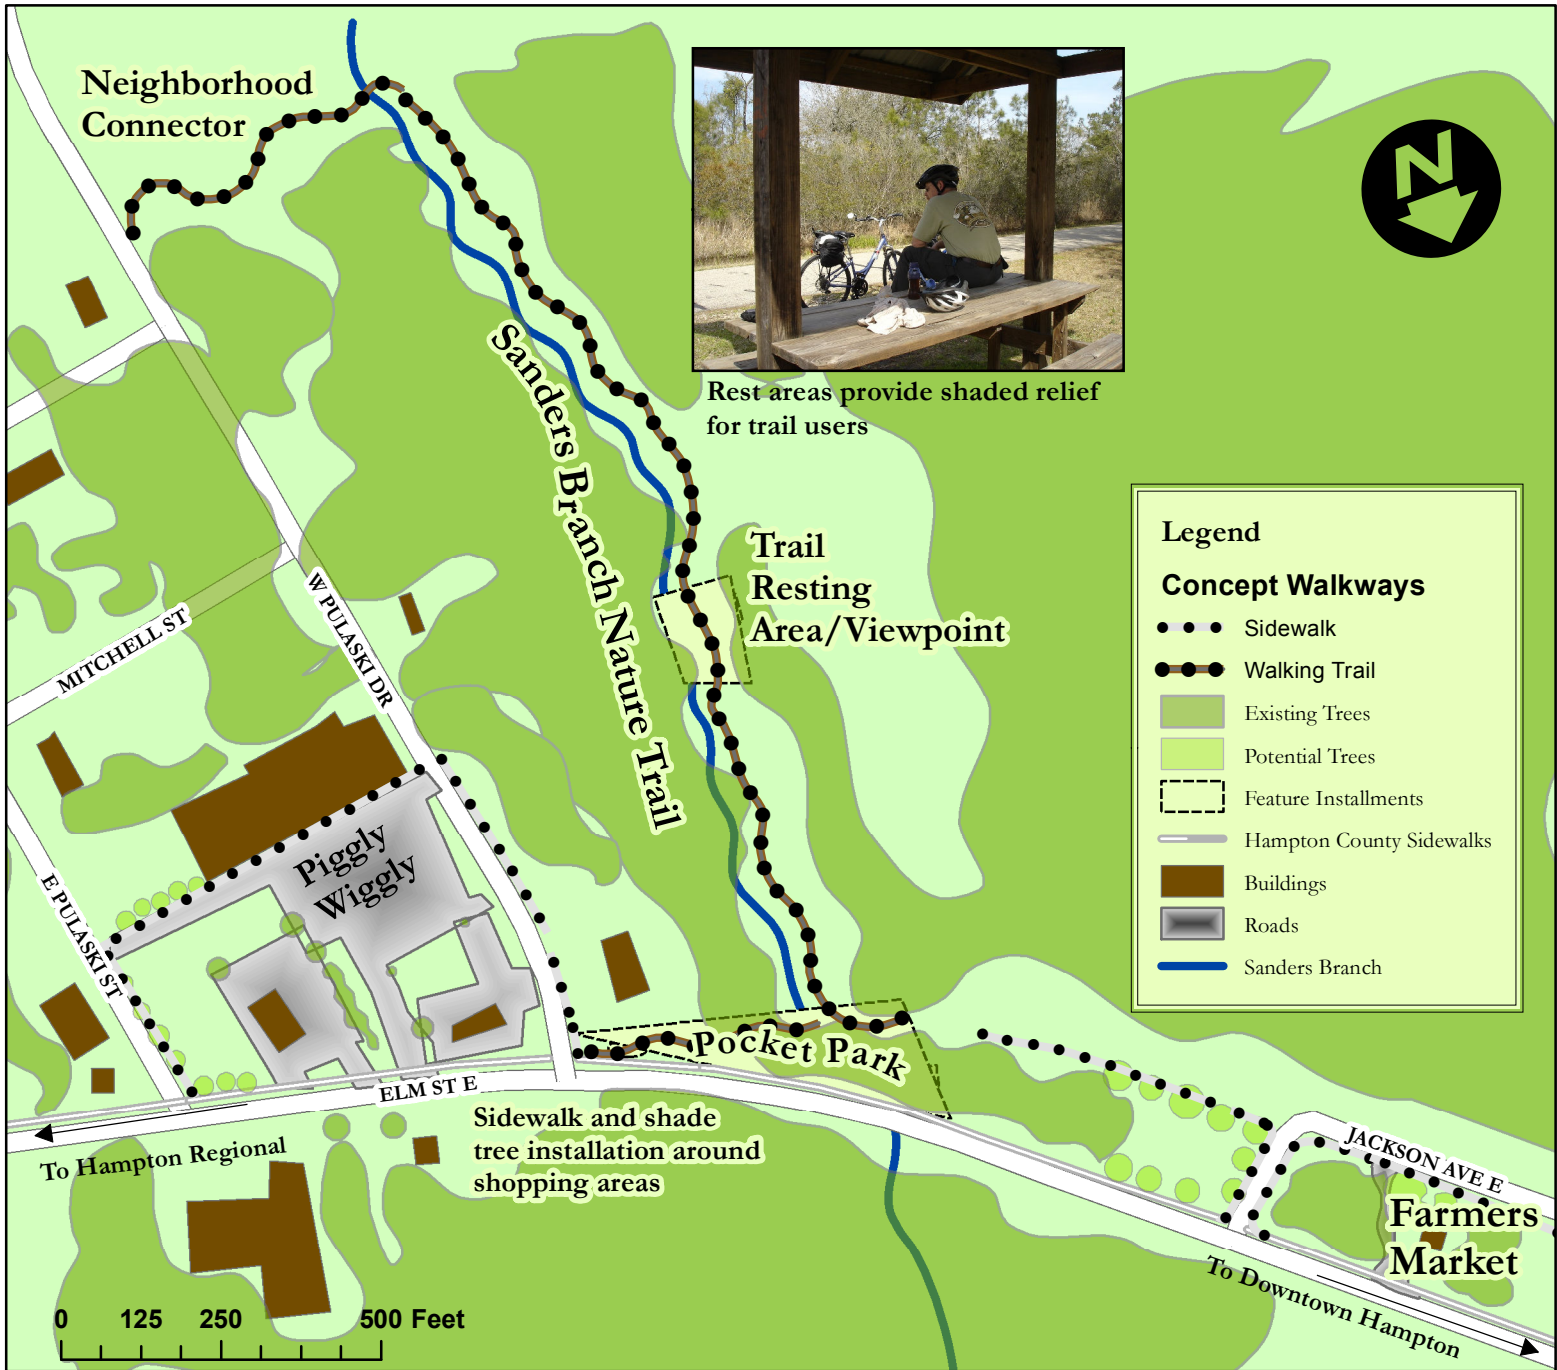 Neighborhood
Connector
N
Rest areas provide shaded relief
for trail users
Sanders Branch Nature Trail
Trail
Resting
Area/Viewpoint
Legend
Concept Walkways
Sidewalk
Walking Trail
Existing Trees
Potential Trees
Feature Installments
Hampton County Sidewalks
Buildings
Roads
Sanders Branch
MITCHELL ST
W PULASKI DR
Piggly
Wiggly
E PULASKI ST
Pocket Park
ELM ST E
Sidewalk and shade
tree installation around
shopping areas
To Hampton Regional
JACKSON AVE E
Farmers
Market
To Downtown Hampton
0 125 250 500 Feet